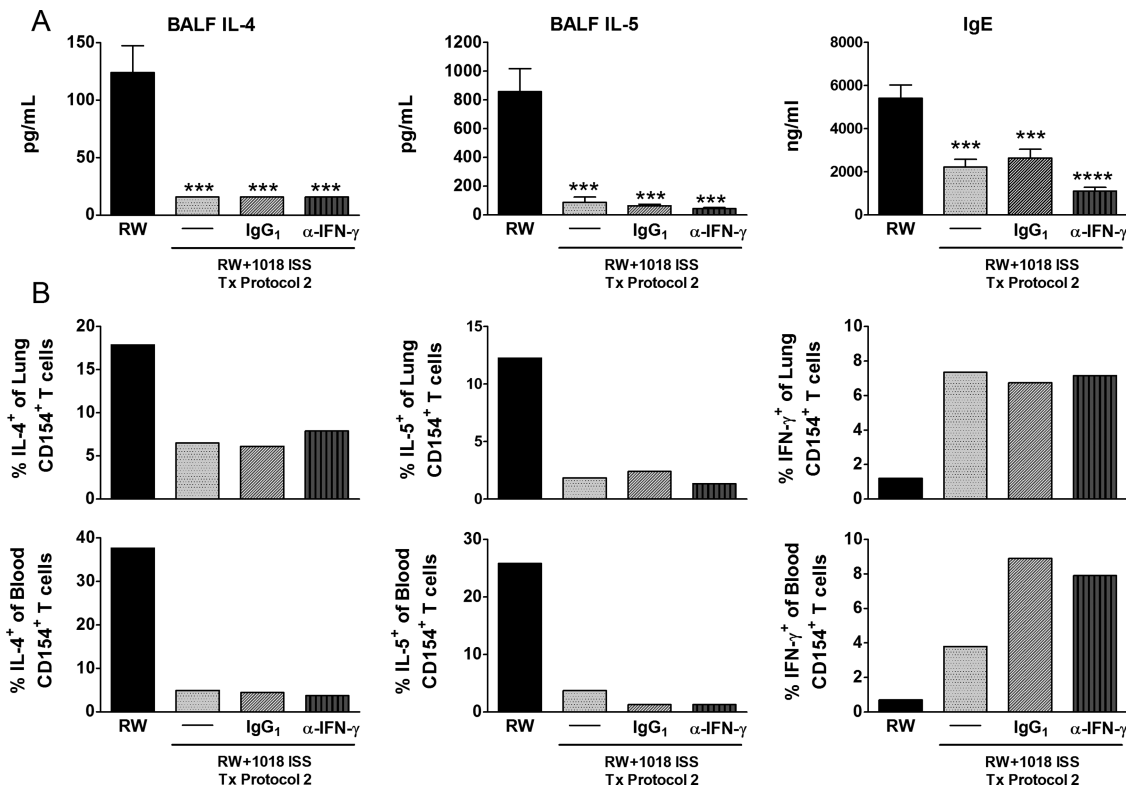 A
BALF IL-4
BALF IL-5
IgE
pg/mL
150
100
50
0
***
***
***
RW
—
IgG₁
α-IFN-γ
RW+1018 ISS
Tx Protocol 2
pg/mL
1200
1000
800
600
400
200
0
***
***
***
RW
—
IgG₁
α-IFN-γ
RW+1018 ISS
Tx Protocol 2
ng/ml
8000
6000
4000
2000
0
***
***
****
RW
—
IgG₁
α-IFN-γ
RW+1018 ISS
Tx Protocol 2
B
% IL-4⁺ of Lung
CD154⁺ T cells
20
15
10
5
0
% IL-5⁺ of Lung
CD154⁺ T cells
15
10
5
0
% IFN-γ⁺ of Lung
CD154⁺ T cells
10
8
6
4
2
0
% IL-4⁺ of Blood
CD154⁺ T cells
40
30
20
10
0
RW
—
IgG₁
α-IFN-γ
RW+1018 ISS
Tx Protocol 2
% IL-5⁺ of Blood
CD154⁺ T cells
30
20
10
0
RW
—
IgG₁
α-IFN-γ
RW+1018 ISS
Tx Protocol 2
% IFN-γ⁺ of Blood
CD154⁺ T cells
10
8
6
4
2
0
RW
—
IgG₁
α-IFN-γ
RW+1018 ISS
Tx Protocol 2